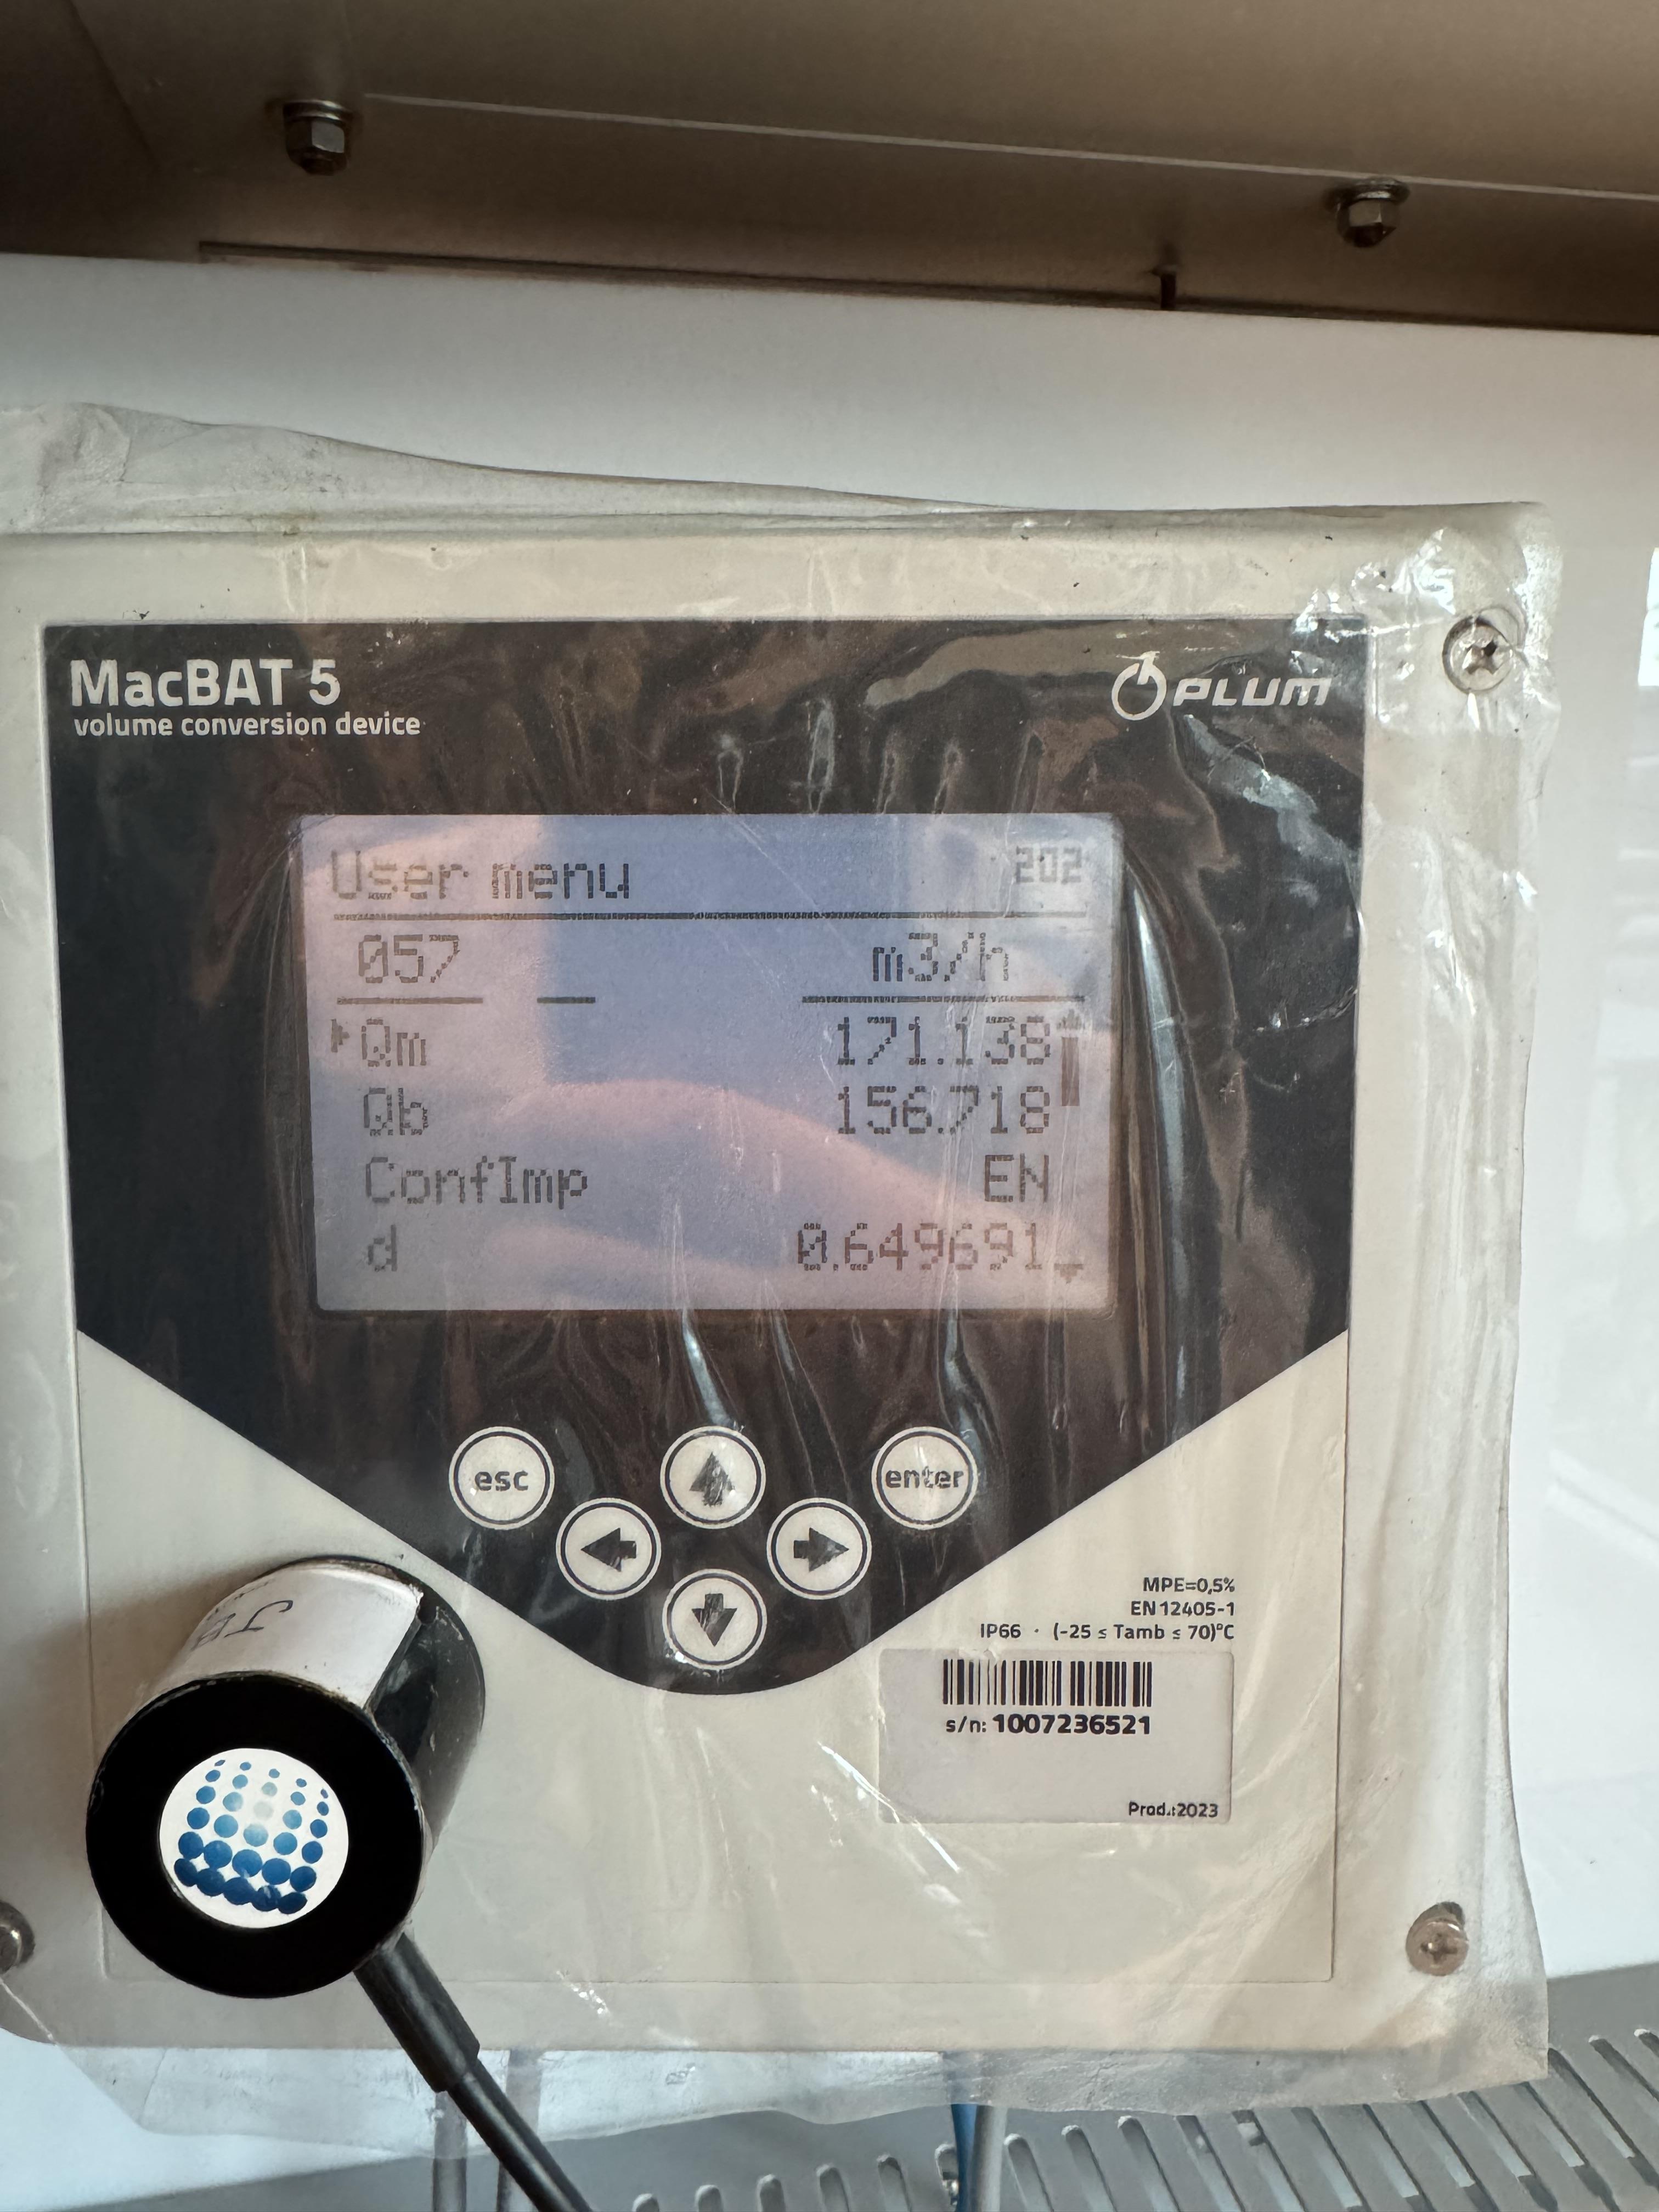 MacBAT 5
volume conversion device
PLUM
User menu 202
057 m3/h
Qm 171.138
Qb 156.718
ConfImp EN
d 0.649691
esc
enter
MPE=0,5%
EN 12405-1
IP66 · (-25 ≤ Tamb ≤ 70)°C
s/n: 1007236521
Prod.:2023